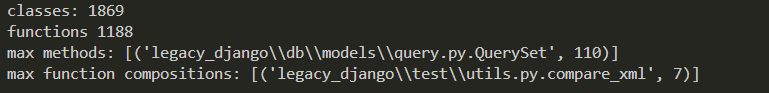 classes: 1869
functions 1188
max methods: [('legacy_django\\db\\models\\query.py.QuerySet', 110)]
max function compositions: [('legacy_django\\test\\utils.py.compare_xml', 7)]